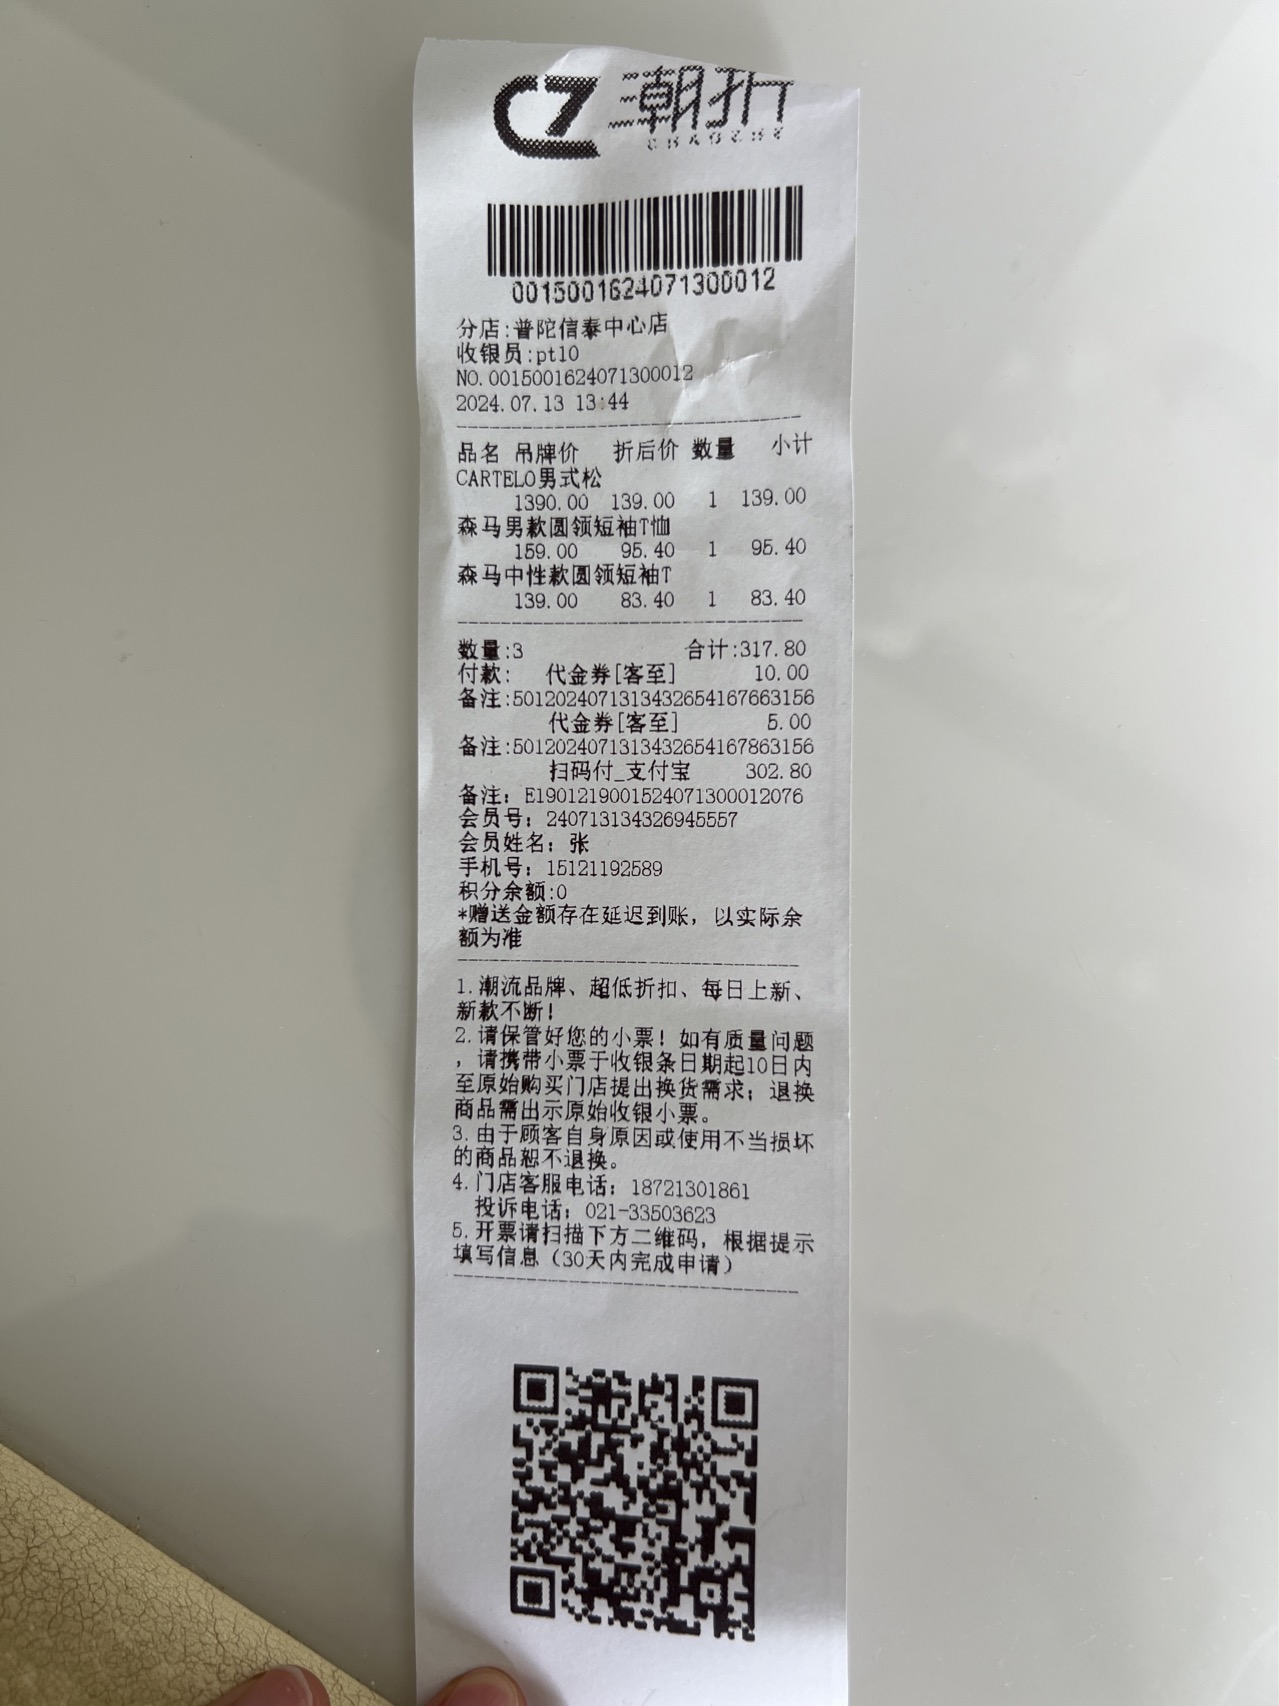 CZ 潮折
CHAOZHE
0015001624071300012
分店:普陀信泰中心店
收银员:pt10
NO.0015001624071300012
2024.07.13 13:44
品名 吊牌价 折后价 数量 小计
CARTELO男式松
1390.00 139.00 1 139.00
森马男款圆领短袖T恤
159.00 95.40 1 95.40
森马中性款圆领短袖T
139.00 83.40 1 83.40
数量:3 合计:317.80
付款: 代金券[客至] 10.00
备注:50120240713134326541676631​56
代金券[客至] 5.00
备注:5012024071313432654167863156
扫码付_支付宝 302.80
备注: E1901219001524071300012076
会员号: 240713134326945557
会员姓名: 张
手机号: 15121192589
积分余额:0
*赠送金额存在延迟到账, 以实际余
额为准
1.潮流品牌、超低折扣、每日上新、
新款不断!
2.请保管好您的小票! 如有质量问题
, 请携带小票于收银条日期起10日内
至原始购买门店提出换货需求; 退换
商品需出示原始收银小票。
3.由于顾客自身原因或使用不当损坏
的商品恕不退换。
4.门店客服电话: 18721301861
投诉电话: 021-33503623
5.开票请扫描下方二维码, 根据提示
填写信息 (30天内完成申请)